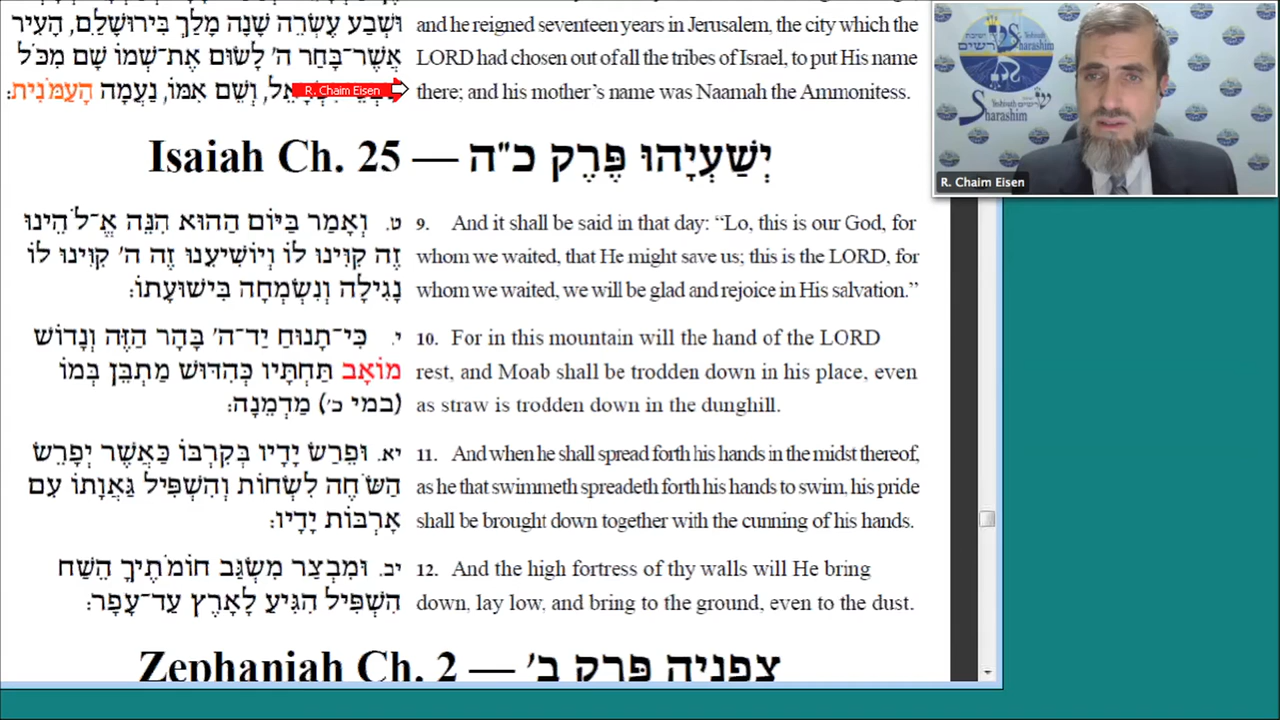 וּשְׁבַע עֶשְׂרֵה שָׁנָה מָלַךְ בִּירוּשָׁלַםִ, הָעִיר
and he reigned seventeen years in Jerusalem, the city which the
אֲשֶׁר־בָּחַר ה' לָשׂוּם אֶת־שְׁמוֹ שָׁם מִכֹּל
LORD had chosen out of all the tribes of Israel, to put His name
וְשֵׁם אִמּוֹ, נַעֲמָה הָעַמֹּנִית:
R. Chaim Eisen
there; and his mother's name was Naamah the Ammonitess.
Isaiah Ch. 25 — יְשַׁעְיָהוּ פֶּרֶק כ"ה
ט. וְאָמַר בַּיּוֹם הַהוּא הִנֵּה אֱ־לֹהֵינוּ
זֶה קִוִּינוּ לוֹ וְיוֹשִׁיעֵנוּ זֶה ה' קִוִּינוּ לוֹ
נָגִילָה וְנִשְׂמְחָה בִּישׁוּעָתוֹ:
9. And it shall be said in that day: “Lo, this is our God, for
whom we waited, that He might save us; this is the LORD, for
whom we waited, we will be glad and rejoice in His salvation.”
י. כִּי־תָנוּחַ יַד־ה' בָּהָר הַזֶּה וְנָדוֹשׁ
מוֹאָב תַּחְתָּיו כְּהִדּוּשׁ מַתְבֵּן בְּמוֹ
(במי כ') מַדְמֵנָה:
10. For in this mountain will the hand of the LORD
rest, and Moab shall be trodden down in his place, even
as straw is trodden down in the dunghill.
יא. וּפֵרַשׂ יָדָיו בְּקִרְבּוֹ כַּאֲשֶׁר יְפָרֵשׂ
הַשֹּׂחֶה לִשְׂחוֹת וְהִשְׁפִּיל גַּאֲוָתוֹ עִם
אָרְבּוֹת יָדָיו:
11. And when he shall spread forth his hands in the midst thereof,
as he that swimmeth spreadeth forth his hands to swim, his pride
shall be brought down together with the cunning of his hands.
יב. וּמִבְצַר מִשְׂגַּב חוֹמֹתֶיךָ הֵשַׁח
הִשְׁפִּיל הִגִּיעַ לָאָרֶץ עַד־עָפָר:
12. And the high fortress of thy walls will He bring
down, lay low, and bring to the ground, even to the dust.
Zephaniah Ch. 2 — צְפַנְיָה פֶּרֶק ב'
Yeshivath
Sharashim
ישיבת
שרשים
Yeshivath
Sharashim
R. Chaim Eisen